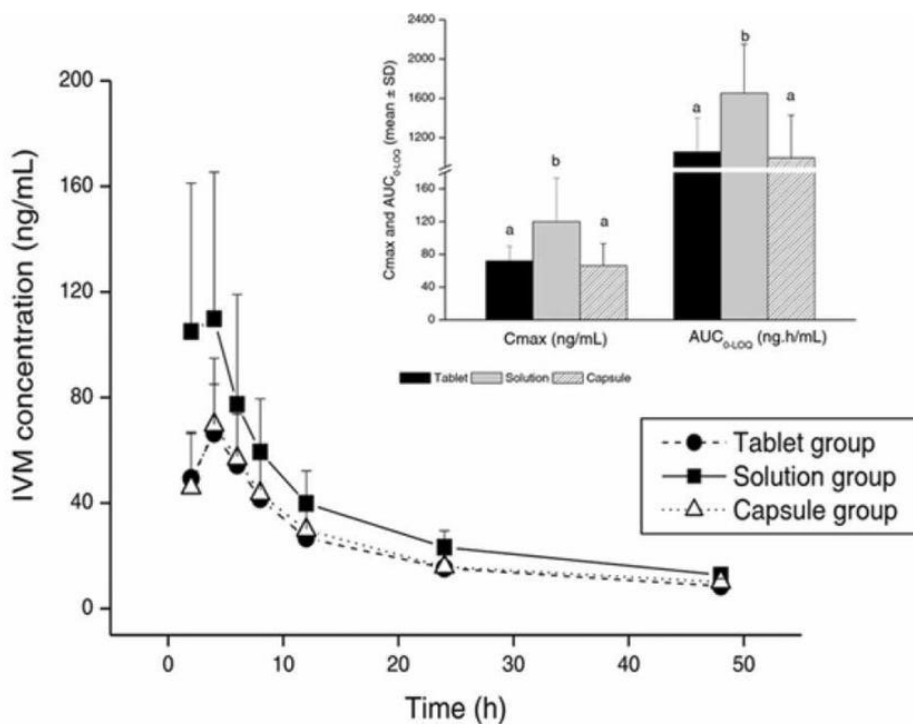 2400
2000
1600
1200
160
120
80
40
0
Cmax and AUC0-LOQ (mean ± SD)
a
b
a
a
b
a
Cmax (ng/mL)
AUC0-LOQ (ng.h/mL)
Tablet Solution Capsule
200
160
120
80
40
0
IVM concentration (ng/mL)
Tablet group
Solution group
Capsule group
0 10 20 30 40 50
Time (h)